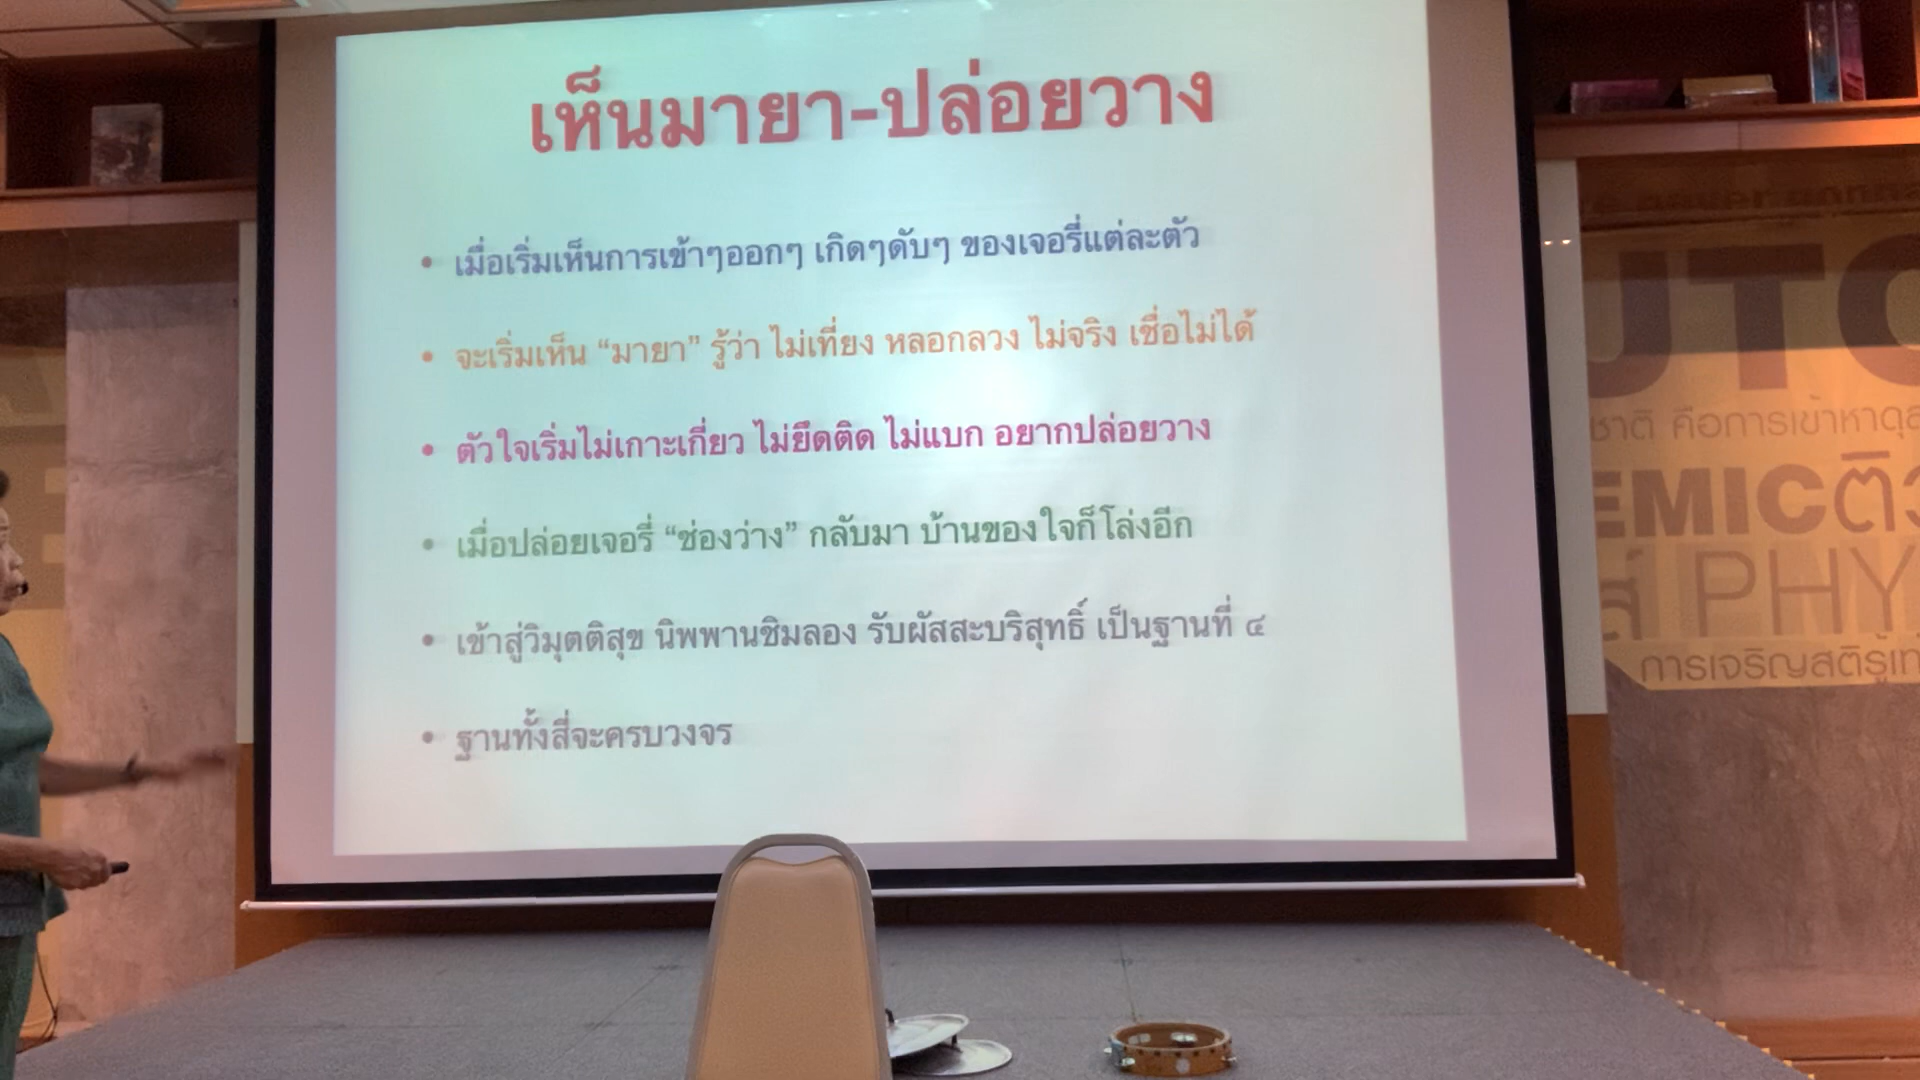 เห็นมายา-ปล่อยวาง
• เมื่อเริ่มเห็นการเข้าๆออกๆ เกิดๆดับๆ ของเจอรี่แต่ละตัว
• จะเริ่มเห็น “มายา” รู้ว่า ไม่เที่ยง หลอกลวง ไม่จริง เชื่อไม่ได้
• ตัวใจเริ่มไม่เกาะเกี่ยว ไม่ยึดติด ไม่แบก อยากปล่อยวาง
• เมื่อปล่อยเจอรี่ “ช่องว่าง” กลับมา บ้านของใจก็โล่งอีก
• เข้าสู่วิมุตติสุข นิพพานชิมลอง รับผัสสะบริสุทธิ์ เป็นฐานที่ ๔
• ฐานทั้งสี่จะครบวงจร
UTO
ชาติ คือการเข้าหาดุล
EMICติว
ส์ PHY
การเจริญสติรู้เท